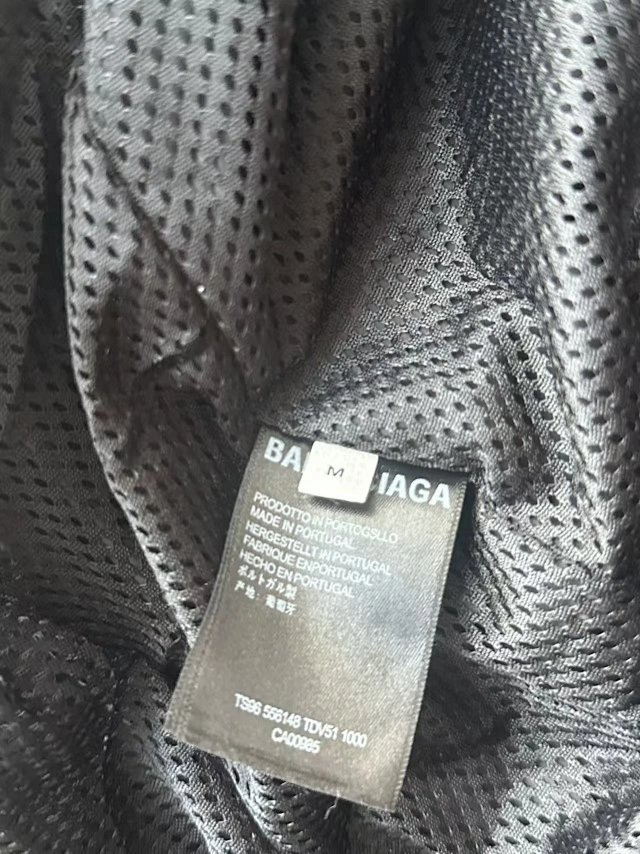 M
BA IAGA
PRODOTTO IN PORTOGSLLO
MADE IN PORTUGAL
HERGESTELLT IN PORTUGAL
FABRIQUE ENPORTUGAL
HECHO EN PORTUGAL
ポルトガル型
产地：葡萄牙
TS96 556148 TDV51 1000
CA00985